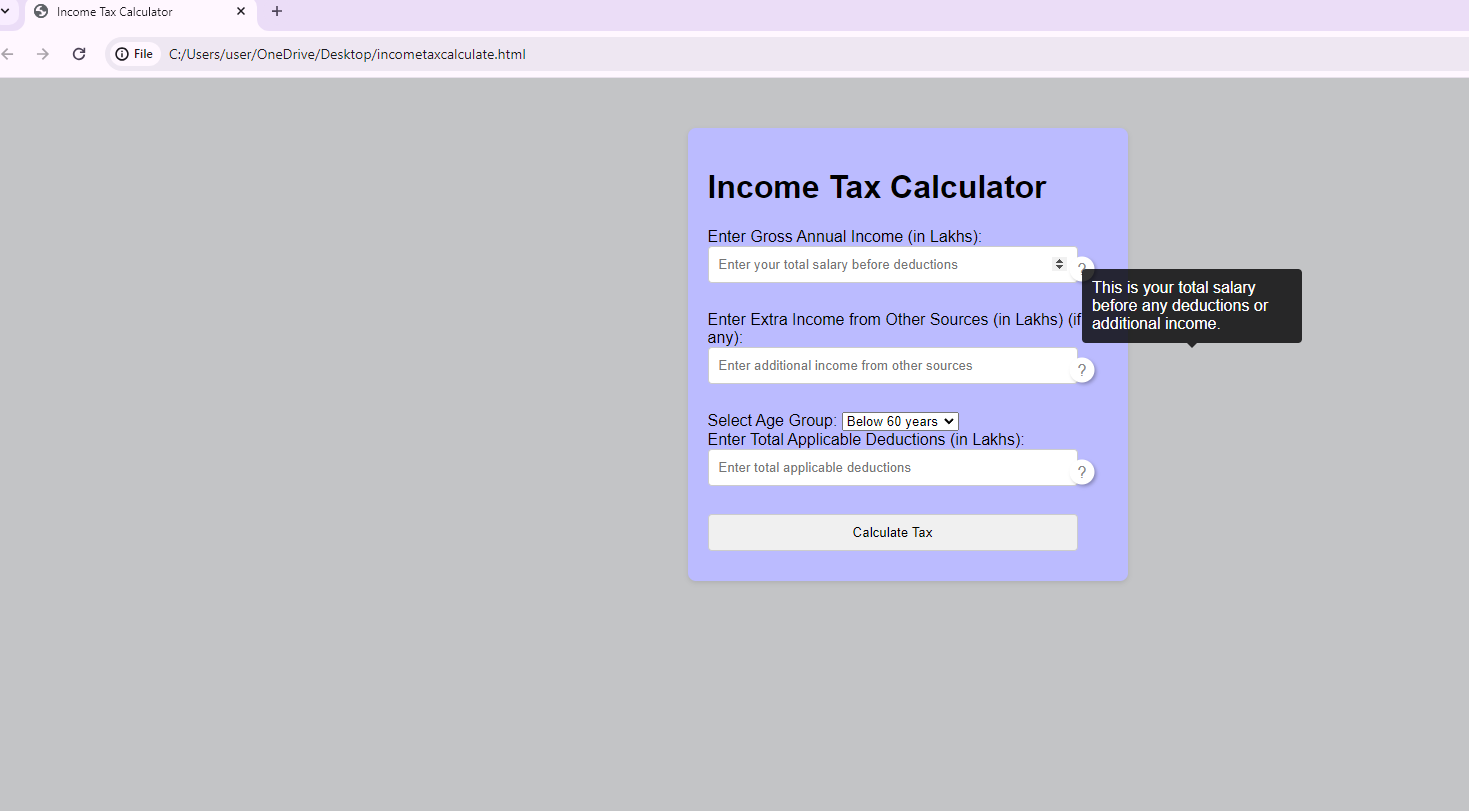 Income Tax Calculator
File C:/Users/user/OneDrive/Desktop/incometaxcalculate.html
Income Tax Calculator
Enter Gross Annual Income (in Lakhs):
Enter your total salary before deductions
?
This is your total salary
before any deductions or
additional income.
Enter Extra Income from Other Sources (in Lakhs) (if
any):
Enter additional income from other sources
?
Select Age Group: Below 60 years
Enter Total Applicable Deductions (in Lakhs):
Enter total applicable deductions
?
Calculate Tax